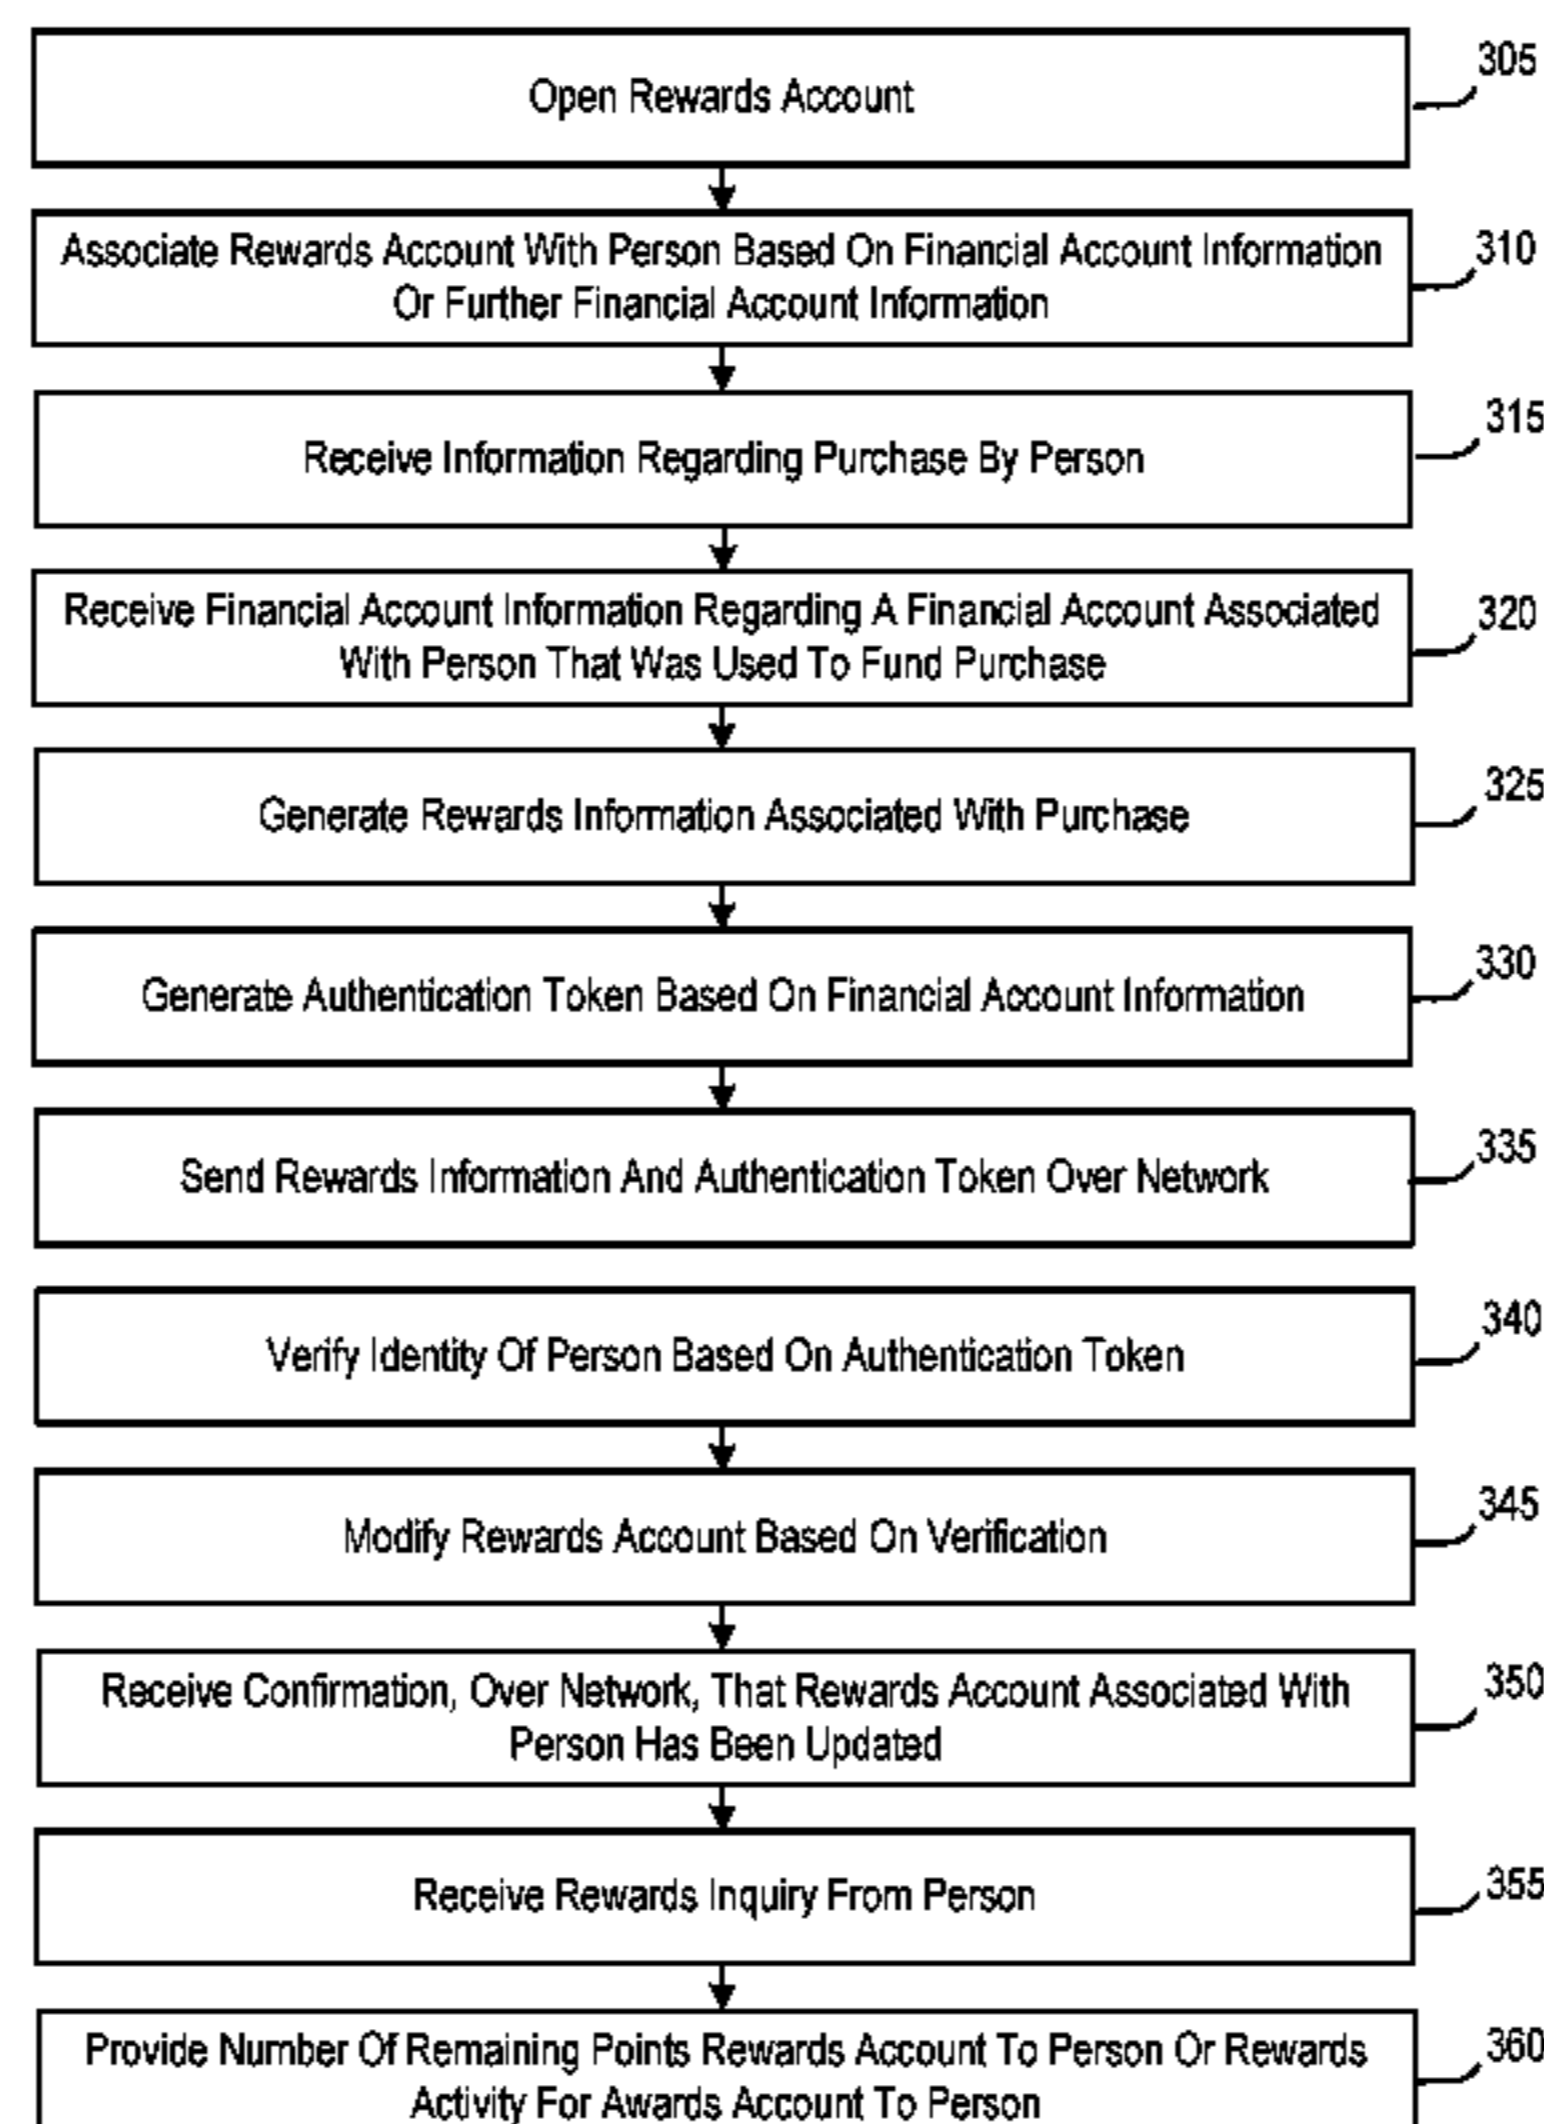 Open Rewards Account
305
Associate Rewards Account With Person Based On Financial Account Information
Or Further Financial Account Information
310
Receive Information Regarding Purchase By Person
315
Receive Financial Account Information Regarding A Financial Account Associated
With Person That Was Used To Fund Purchase
320
Generate Rewards Information Associated With Purchase
325
Generate Authentication Token Based On Financial Account Information
330
Send Rewards Information And Authentication Token Over Network
335
Verify Identity Of Person Based On Authentication Token
340
Modify Rewards Account Based On Verification
345
Receive Confirmation, Over Network, That Rewards Account Associated With
Person Has Been Updated
350
Receive Rewards Inquiry From Person
355
Provide Number Of Remaining Points Rewards Account To Person Or Rewards
Activity For Awards Account To Person
360